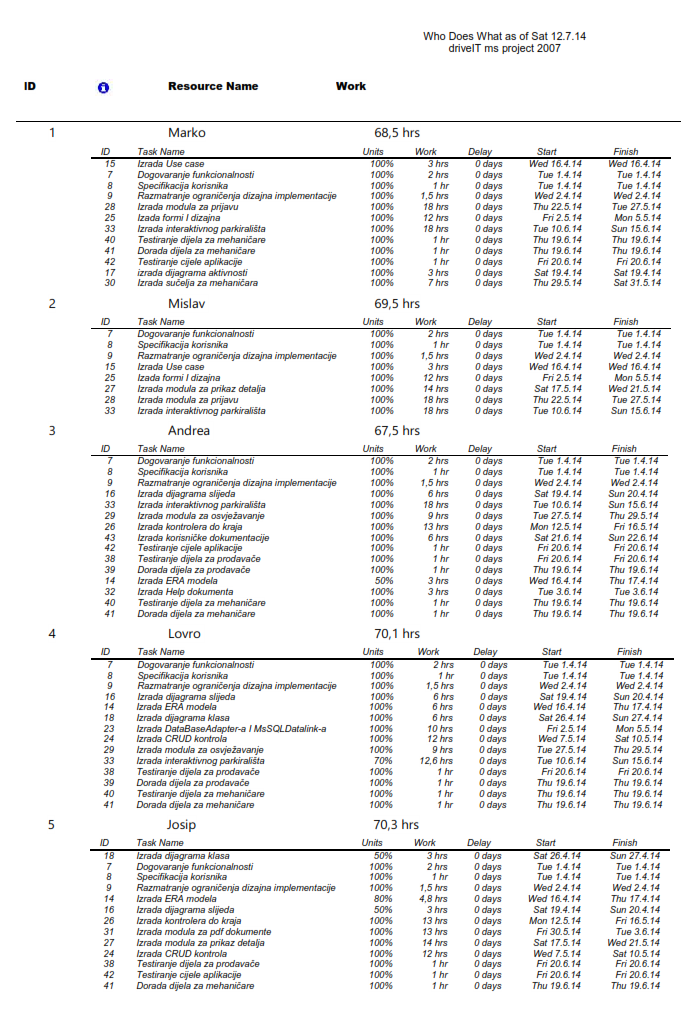 Who Does What as of Sat 12.7.14
driveIT ms project 2007
ID Resource Name Work
1 Marko 68,5 hrs
ID Task Name Units Work Delay Start Finish
15 Izrada Use case 100% 3 hrs 0 days Wed 16.4.14 Wed 16.4.14
7 Dogovaranje funkcionalnosti 100% 2 hrs 0 days Tue 1.4.14 Tue 1.4.14
8 Specifikacija korisnika 100% 1 hr 0 days Tue 1.4.14 Tue 1.4.14
9 Razmatranje ograničenja dizajna implementacije 100% 1,5 hrs 0 days Wed 2.4.14 Wed 2.4.14
28 Izrada modula za prijavu 100% 18 hrs 0 days Thu 22.5.14 Tue 27.5.14
25 Izada formi I dizajna 100% 12 hrs 0 days Fri 2.5.14 Mon 5.5.14
33 Izrada interaktivnog parkirališta 100% 18 hrs 0 days Tue 10.6.14 Sun 15.6.14
40 Testiranje dijela za mehaničare 100% 1 hr 0 days Thu 19.6.14 Thu 19.6.14
41 Dorada dijela za mehaničare 100% 1 hr 0 days Thu 19.6.14 Thu 19.6.14
42 Testiranje cijele aplikacije 100% 1 hr 0 days Fri 20.6.14 Fri 20.6.14
17 izrada dijagrama aktivnosti 100% 3 hrs 0 days Sat 19.4.14 Sat 19.4.14
30 Izrada sučelja za mehaničara 100% 7 hrs 0 days Thu 29.5.14 Sat 31.5.14
2 Mislav 69,5 hrs
ID Task Name Units Work Delay Start Finish
7 Dogovaranje funkcionalnosti 100% 2 hrs 0 days Tue 1.4.14 Tue 1.4.14
8 Specifikacija korisnika 100% 1 hr 0 days Tue 1.4.14 Tue 1.4.14
9 Razmatranje ograničenja dizajna implementacije 100% 1,5 hrs 0 days Wed 2.4.14 Wed 2.4.14
15 Izrada Use case 100% 3 hrs 0 days Wed 16.4.14 Wed 16.4.14
25 Izada formi I dizajna 100% 12 hrs 0 days Fri 2.5.14 Mon 5.5.14
27 Izrada modula za prikaz detalja 100% 14 hrs 0 days Sat 17.5.14 Wed 21.5.14
28 Izrada modula za prijavu 100% 18 hrs 0 days Thu 22.5.14 Tue 27.5.14
33 Izrada interaktivnog parkirališta 100% 18 hrs 0 days Tue 10.6.14 Sun 15.6.14
3 Andrea 67,5 hrs
ID Task Name Units Work Delay Start Finish
7 Dogovaranje funkcionalnosti 100% 2 hrs 0 days Tue 1.4.14 Tue 1.4.14
8 Specifikacija korisnika 100% 1 hr 0 days Tue 1.4.14 Tue 1.4.14
9 Razmatranje ograničenja dizajna implementacije 100% 1,5 hrs 0 days Wed 2.4.14 Wed 2.4.14
16 Izrada dijagrama slijeda 100% 6 hrs 0 days Sat 19.4.14 Sun 20.4.14
33 Izrada interaktivnog parkirališta 100% 18 hrs 0 days Tue 10.6.14 Sun 15.6.14
29 Izrada modula za osvježavanje 100% 9 hrs 0 days Tue 27.5.14 Thu 29.5.14
26 Izrada kontrolera do kraja 100% 13 hrs 0 days Mon 12.5.14 Fri 16.5.14
43 Izrada korisničke dokumentacije 100% 6 hrs 0 days Sat 21.6.14 Sun 22.6.14
42 Testiranje cijele aplikacije 100% 1 hr 0 days Fri 20.6.14 Fri 20.6.14
38 Testiranje dijela za prodavače 100% 1 hr 0 days Fri 20.6.14 Fri 20.6.14
39 Dorada dijela za prodavače 100% 1 hr 0 days Thu 19.6.14 Thu 19.6.14
14 Izrada ERA modela 50% 3 hrs 0 days Wed 16.4.14 Thu 17.4.14
32 Izrada Help dokumenta 100% 3 hrs 0 days Tue 3.6.14 Tue 3.6.14
40 Testiranje dijela za mehaničare 100% 1 hr 0 days Thu 19.6.14 Thu 19.6.14
41 Dorada dijela za mehaničare 100% 1 hr 0 days Thu 19.6.14 Thu 19.6.14
4 Lovro 70,1 hrs
ID Task Name Units Work Delay Start Finish
7 Dogovaranje funkcionalnosti 100% 2 hrs 0 days Tue 1.4.14 Tue 1.4.14
8 Specifikacija korisnika 100% 1 hr 0 days Tue 1.4.14 Tue 1.4.14
9 Razmatranje ograničenja dizajna implementacije 100% 1,5 hrs 0 days Wed 2.4.14 Wed 2.4.14
16 Izrada dijagrama slijeda 100% 6 hrs 0 days Sat 19.4.14 Sun 20.4.14
14 Izrada ERA modela 100% 6 hrs 0 days Wed 16.4.14 Thu 17.4.14
18 Izrada dijagrama klasa 100% 6 hrs 0 days Sat 26.4.14 Sun 27.4.14
23 Izrada DataBaseAdapter-a I MsSQLDatalink-a 100% 10 hrs 0 days Fri 2.5.14 Mon 5.5.14
24 Izrada CRUD kontrola 100% 12 hrs 0 days Wed 7.5.14 Sat 10.5.14
29 Izrada modula za osvježavanje 100% 9 hrs 0 days Tue 27.5.14 Thu 29.5.14
33 Izrada interaktivnog parkirališta 70% 12,6 hrs 0 days Tue 10.6.14 Sun 15.6.14
38 Testiranje dijela za prodavače 100% 1 hr 0 days Fri 20.6.14 Fri 20.6.14
39 Dorada dijela za prodavače 100% 1 hr 0 days Thu 19.6.14 Thu 19.6.14
40 Testiranje dijela za mehaničare 100% 1 hr 0 days Thu 19.6.14 Thu 19.6.14
41 Dorada dijela za mehaničare 100% 1 hr 0 days Thu 19.6.14 Thu 19.6.14
5 Josip 70,3 hrs
ID Task Name Units Work Delay Start Finish
18 Izrada dijagrama klasa 50% 3 hrs 0 days Sat 26.4.14 Sun 27.4.14
7 Dogovaranje funkcionalnosti 100% 2 hrs 0 days Tue 1.4.14 Tue 1.4.14
8 Specifikacija korisnika 100% 1 hr 0 days Tue 1.4.14 Tue 1.4.14
9 Razmatranje ograničenja dizajna implementacije 100% 1,5 hrs 0 days Wed 2.4.14 Wed 2.4.14
14 Izrada ERA modela 80% 4,8 hrs 0 days Wed 16.4.14 Thu 17.4.14
16 Izrada dijagrama slijeda 50% 3 hrs 0 days Sat 19.4.14 Sun 20.4.14
26 Izrada kontrolera do kraja 100% 13 hrs 0 days Mon 12.5.14 Fri 16.5.14
31 Izrada modula za pdf dokumente 100% 13 hrs 0 days Fri 30.5.14 Tue 3.6.14
27 Izrada modula za prikaz detalja 100% 14 hrs 0 days Sat 17.5.14 Wed 21.5.14
24 Izrada CRUD kontrola 100% 12 hrs 0 days Wed 7.5.14 Sat 10.5.14
38 Testiranje dijela za prodavače 100% 1 hr 0 days Fri 20.6.14 Fri 20.6.14
42 Testiranje cijele aplikacije 100% 1 hr 0 days Fri 20.6.14 Fri 20.6.14
41 Dorada dijela za mehaničare 100% 1 hr 0 days Thu 19.6.14 Thu 19.6.14